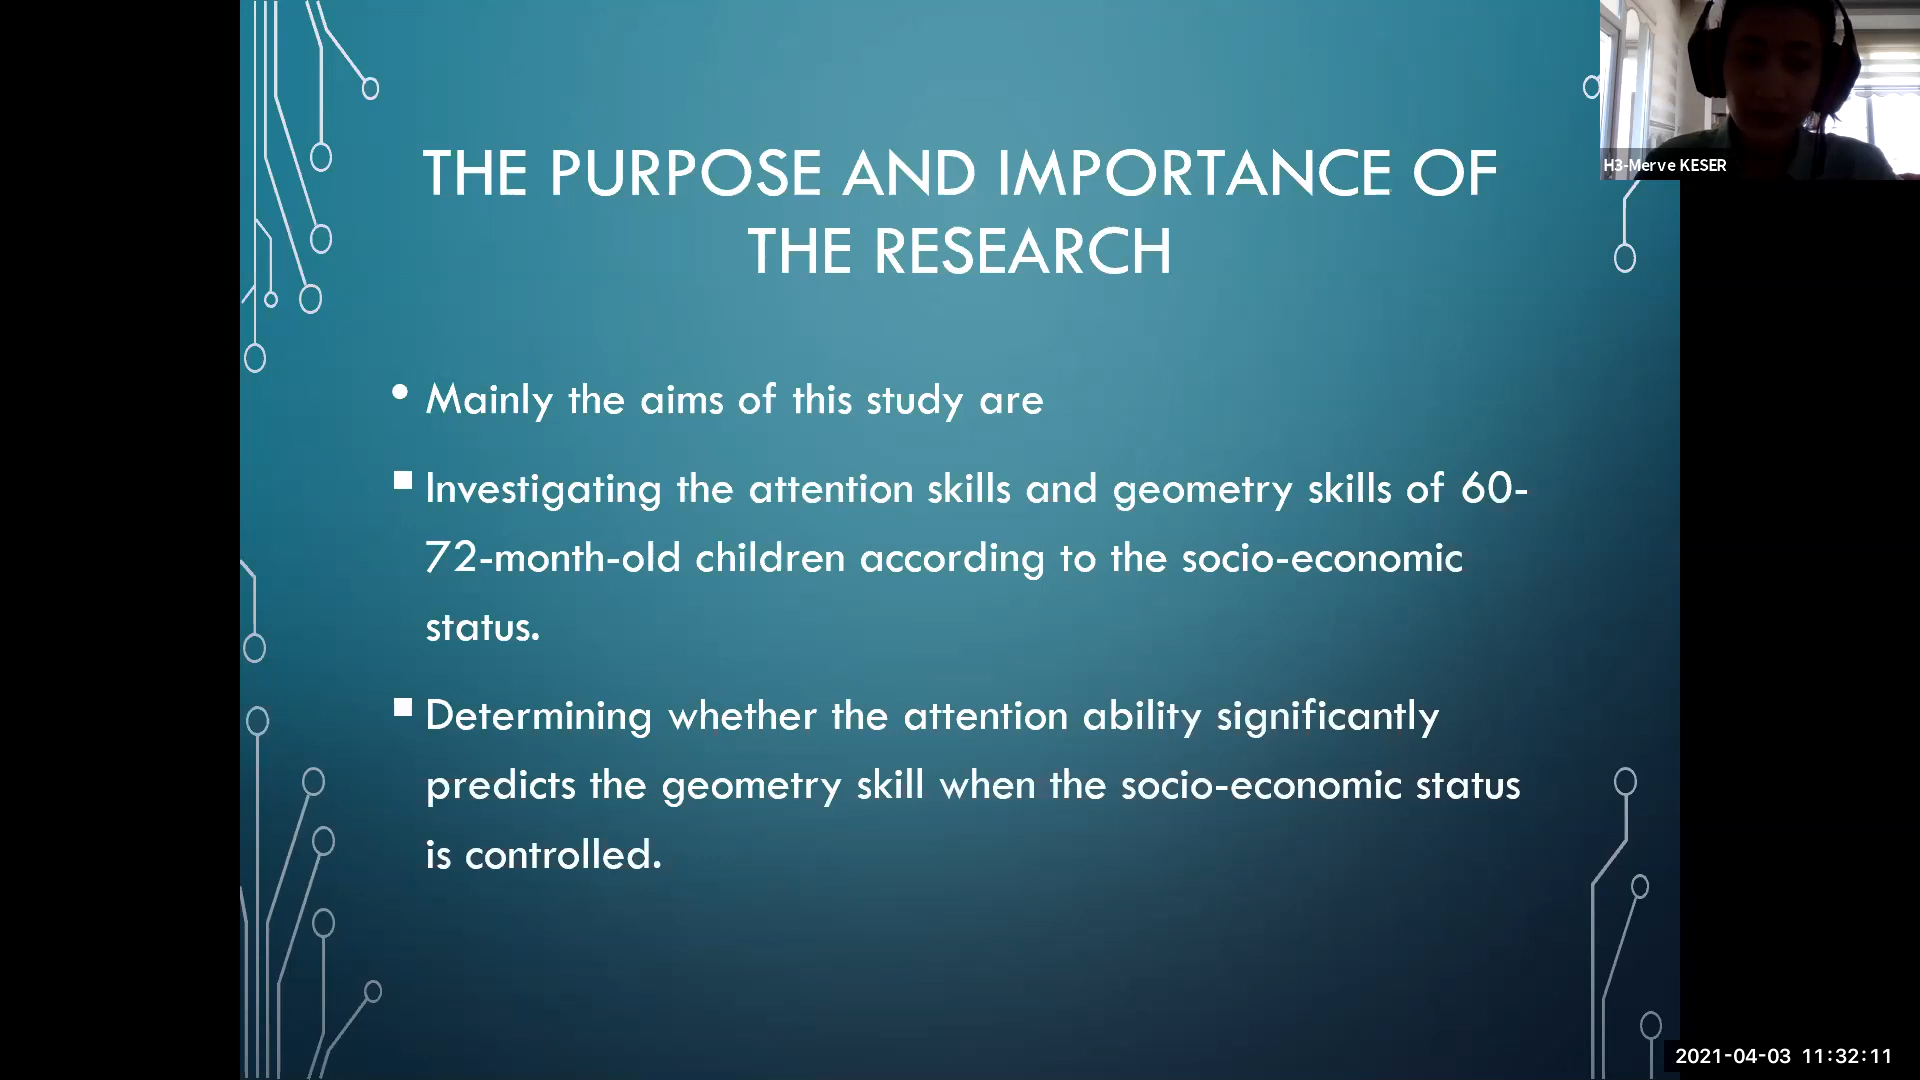 THE PURPOSE AND IMPORTANCE OF
THE RESEARCH
• Mainly the aims of this study are
▪ Investigating the attention skills and geometry skills of 60-
72-month-old children according to the socio-economic
status.
▪ Determining whether the attention ability significantly
predicts the geometry skill when the socio-economic status
is controlled.
H3-Merve KESER
2021-04-03 11:32:11